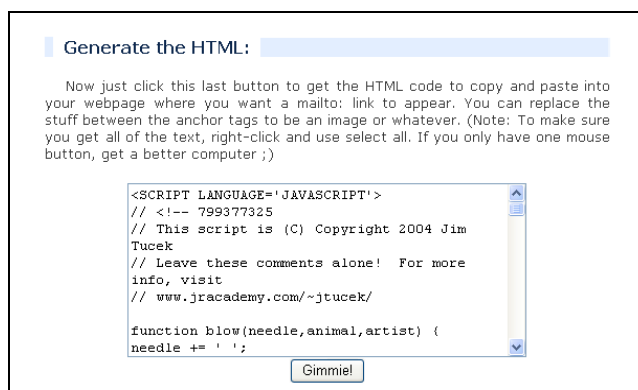 Generate the HTML:
Now just click this last button to get the HTML code to copy and paste into
your webpage where you want a mailto: link to appear. You can replace the
stuff between the anchor tags to be an image or whatever. (Note: To make sure
you get all of the text, right-click and use select all. If you only have one mouse
button, get a better computer ;)
<SCRIPT LANGUAGE='JAVASCRIPT'>
// <!-- 799377325
// This script is (C) Copyright 2004 Jim
Tucek
// Leave these comments alone!  For more
info, visit
// www.jracademy.com/~jtucek/
function blow(needle,animal,artist) {
needle += ' ';
Gimmie!